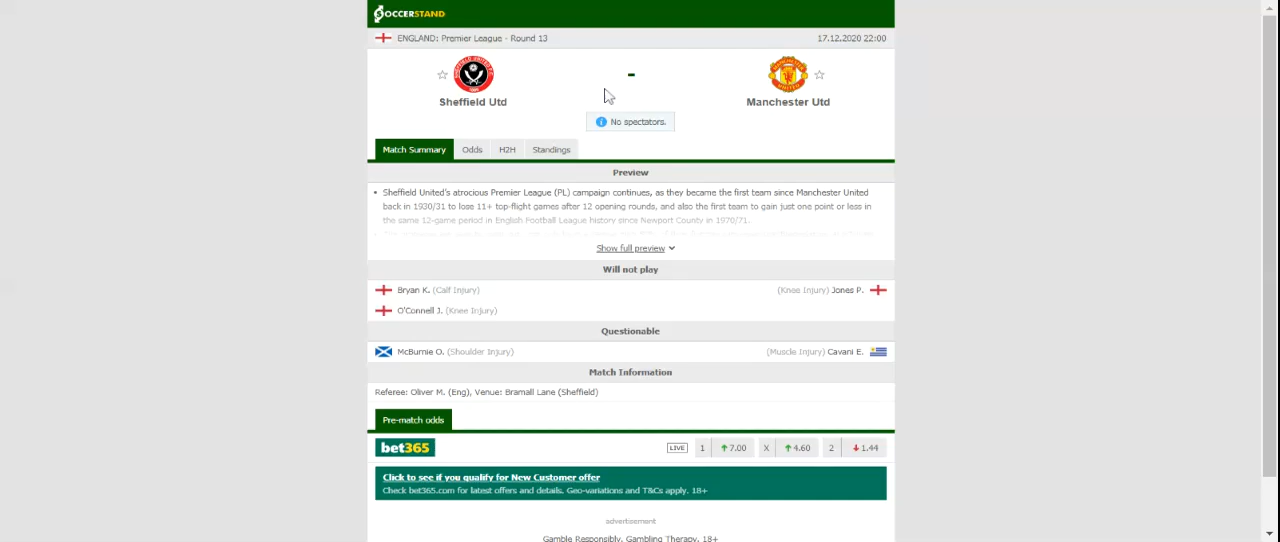 SOCCERSTAND
ENGLAND: Premier League - Round 13 17.12.2020 22:00
-
Sheffield Utd Manchester Utd
No spectators.
Match Summary Odds H2H Standings
Preview
Sheffield United's atrocious Premier League (PL) campaign continues, as they became the first team since Manchester United
back in 1930/31 to lose 11+ top-flight games after 12 opening rounds, and also the first team to gain just one point or less in
the same 12-game period in English Football League history since Newport County in 1970/71.
Show full preview
Will not play
Bryan K. (Calf Injury) (Knee Injury) Jones P.
O'Connell J. (Knee Injury)
Questionable
McBurnie O. (Shoulder Injury) (Muscle Injury) Cavani E.
Match Information
Referee: Oliver M. (Eng), Venue: Bramall Lane (Sheffield)
Pre-match odds
bet365 LIVE 1 7.00 X 4.60 2 1.44
Click to see if you qualify for New Customer offer
Check bet365.com for latest offers and details. Geo-variations and T&Cs apply. 18+
advertisement
Gamble Responsibly. Gambling Therapy. 18+